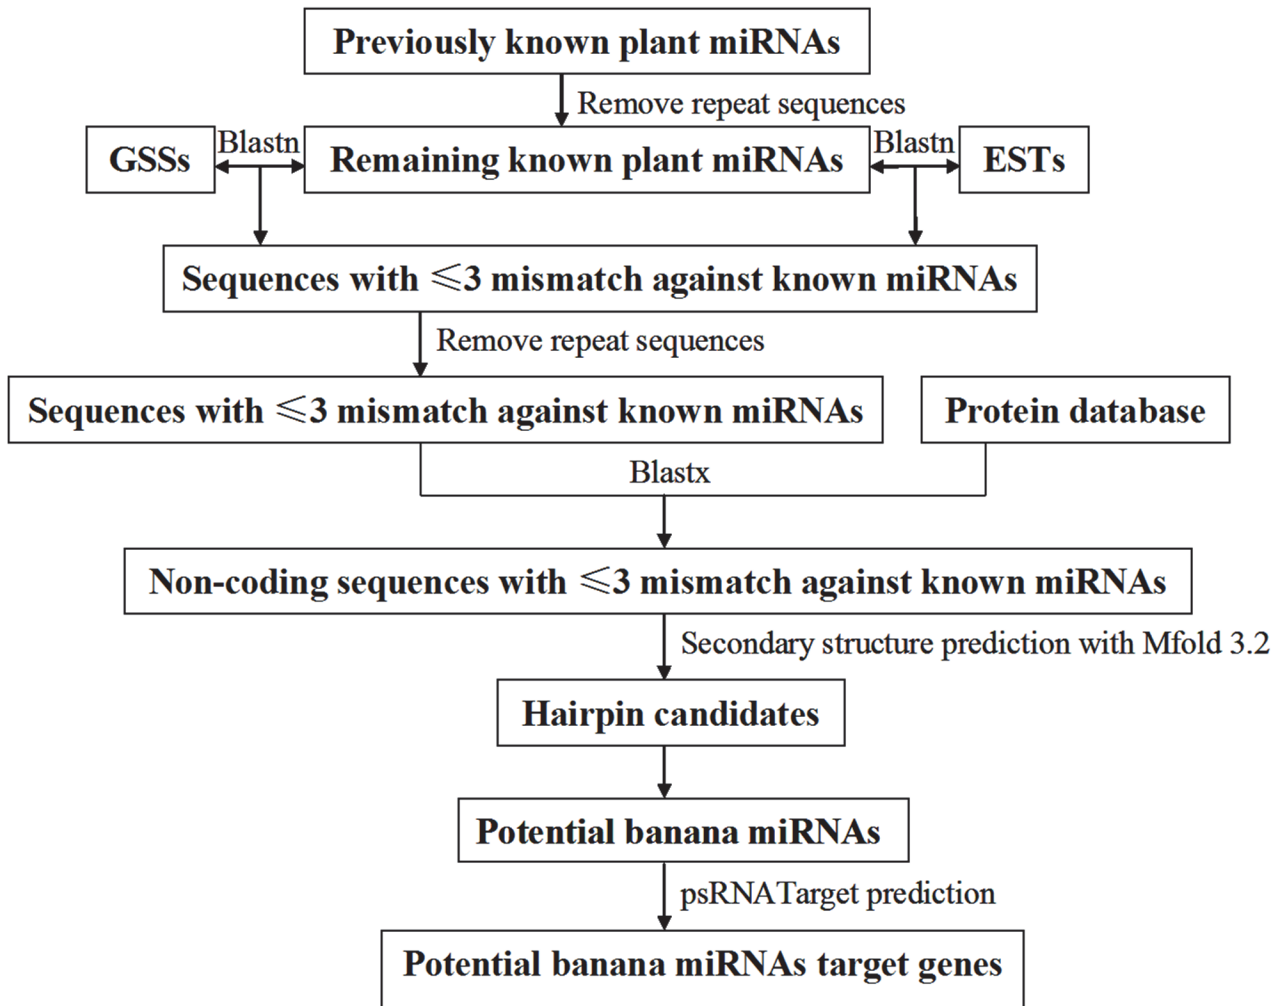 Previously known plant miRNAs
Remove repeat sequences
GSSs
Blastn
Remaining known plant miRNAs
Blastn
ESTs
Sequences with ⩽3 mismatch against known miRNAs
Remove repeat sequences
Sequences with ⩽3 mismatch against known miRNAs
Protein database
Blastx
Non-coding sequences with ⩽3 mismatch against known miRNAs
Secondary structure prediction with Mfold 3.2
Hairpin candidates
Potential banana miRNAs
psRNATarget prediction
Potential banana miRNAs target genes